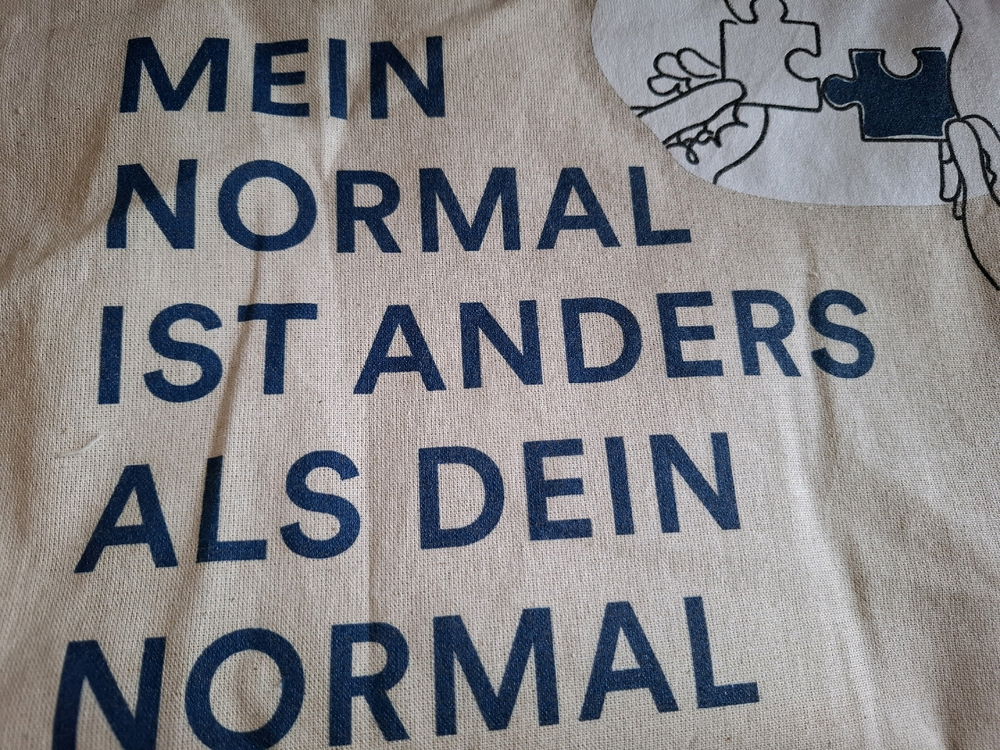 MEIN
NORMAL
IST ANDERS
ALS DEIN
NORMAL